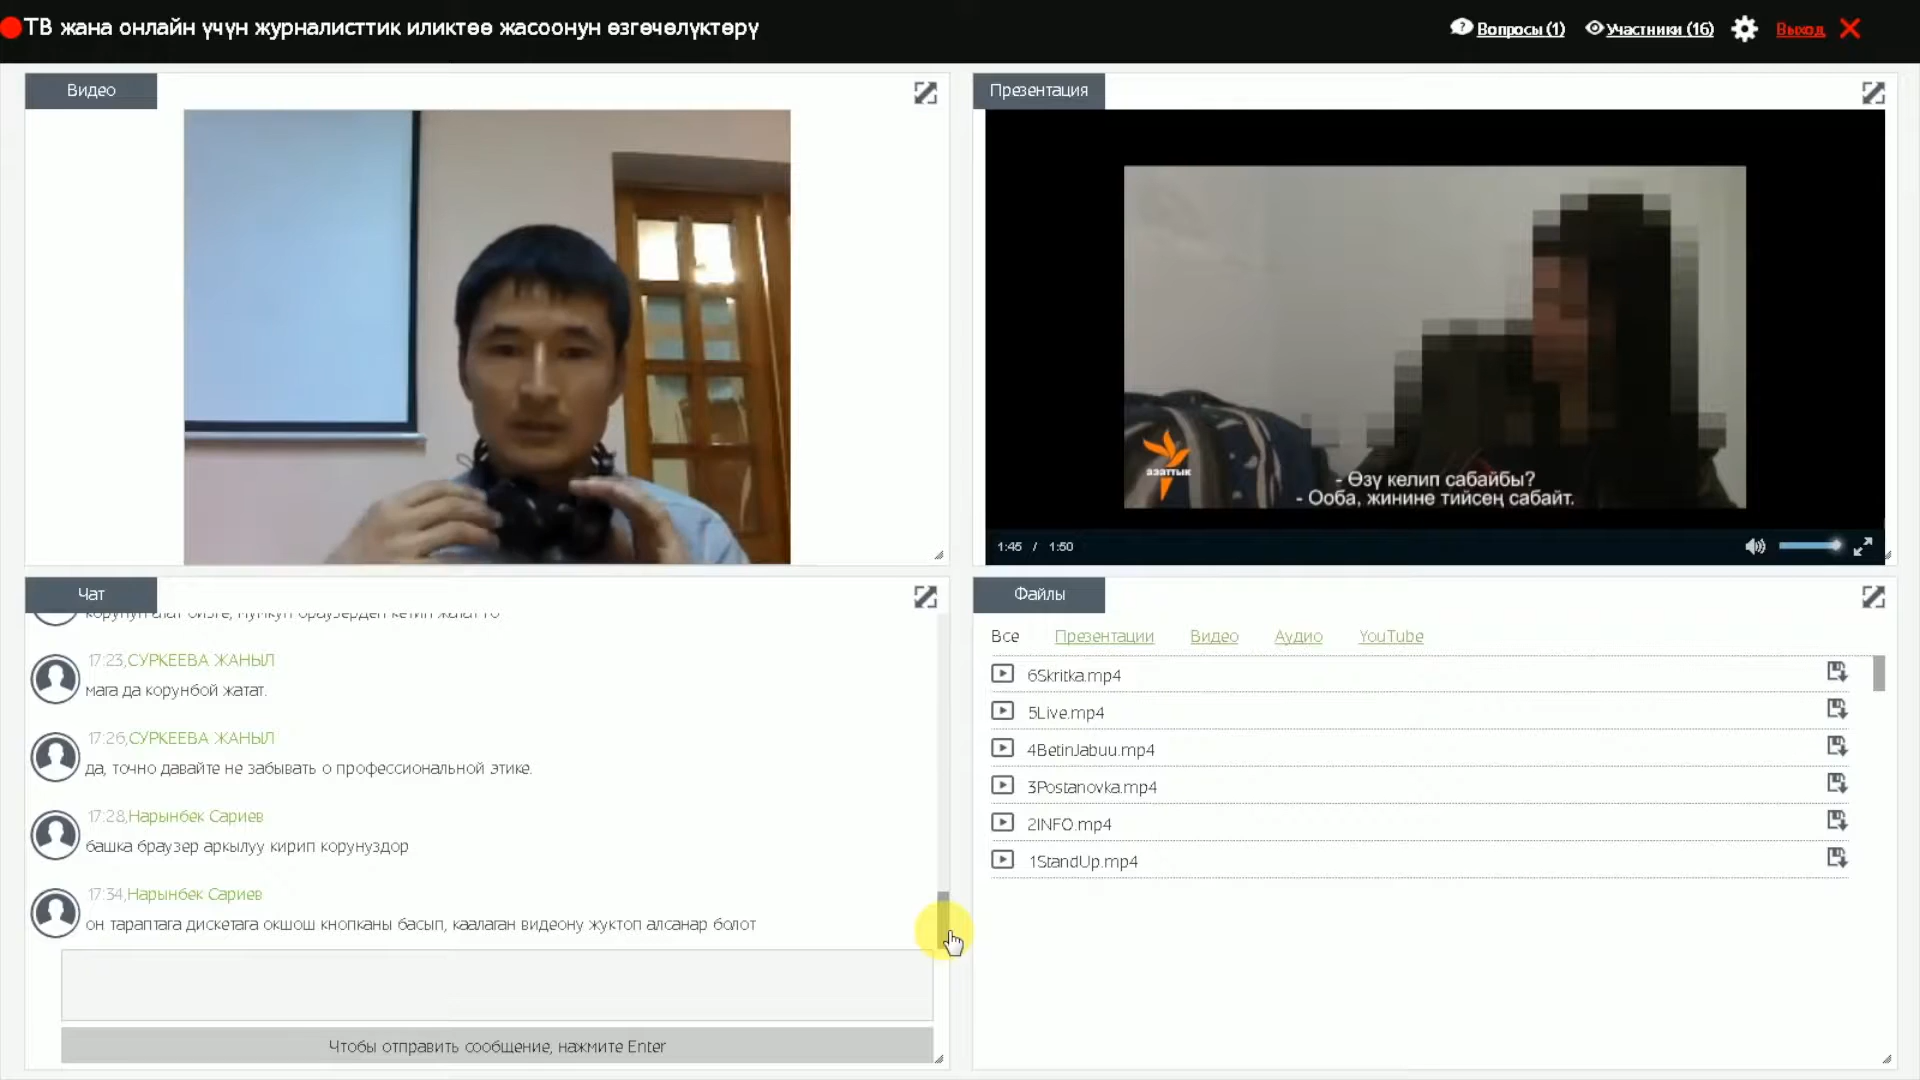 ТВ жана онлайн үчүн журналисттик иликтөө жасоонун өзгөчөлүктөрү
Вопросы (1)
Участники (16)
Выход
Видео
Презентация
азаттык
- Өзү келип сабайбы?
- Ооба, жинине тийсең сабайт.
1:45 / 1:50
Чат
17:23,СУРКЕЕВА ЖАНЫЛ
мага да корунбой жатат.
17:26,СУРКЕЕВА ЖАНЫЛ
да, точно давайте не забывать о профессиональной этике.
17:28,Нарынбек Сариев
башка браузер аркылуу кирип корунуздор
17:34,Нарынбек Сариев
он тараптага дискетага окшош кнопканы басып, каалаган видеону жуктоп алсанар болот
Чтобы отправить сообщение, нажмите Enter
Файлы
Все Презентации Видео Аудио YouTube
6Skritka.mp4
5Live.mp4
4BetinJabuu.mp4
3Postanovka.mp4
2INFO.mp4
1StandUp.mp4